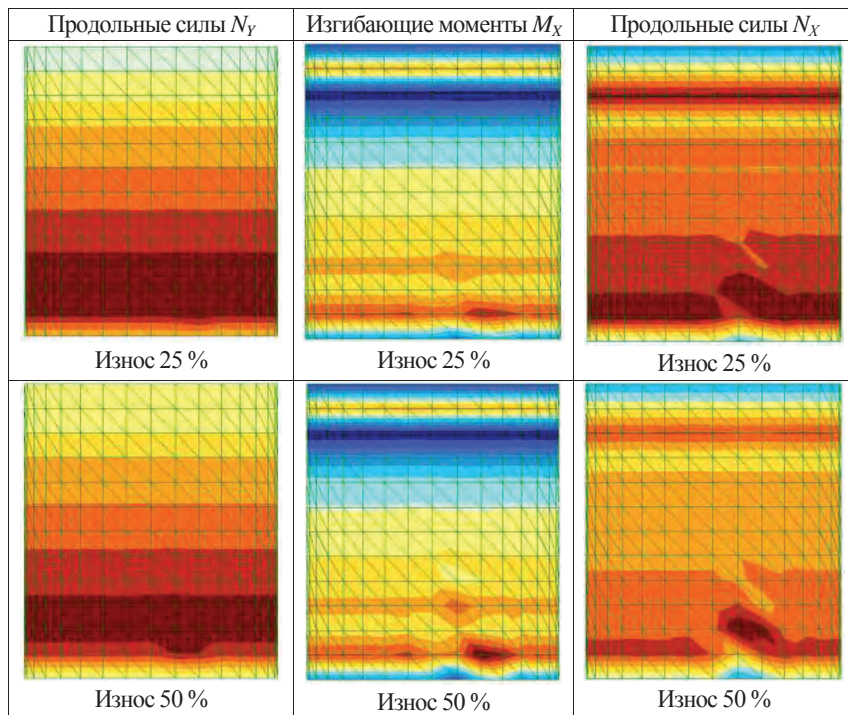 Продольные силы N_Y
Изгибающие моменты M_X
Продольные силы N_X
Износ 25 %
Износ 25 %
Износ 25 %
Износ 50 %
Износ 50 %
Износ 50 %